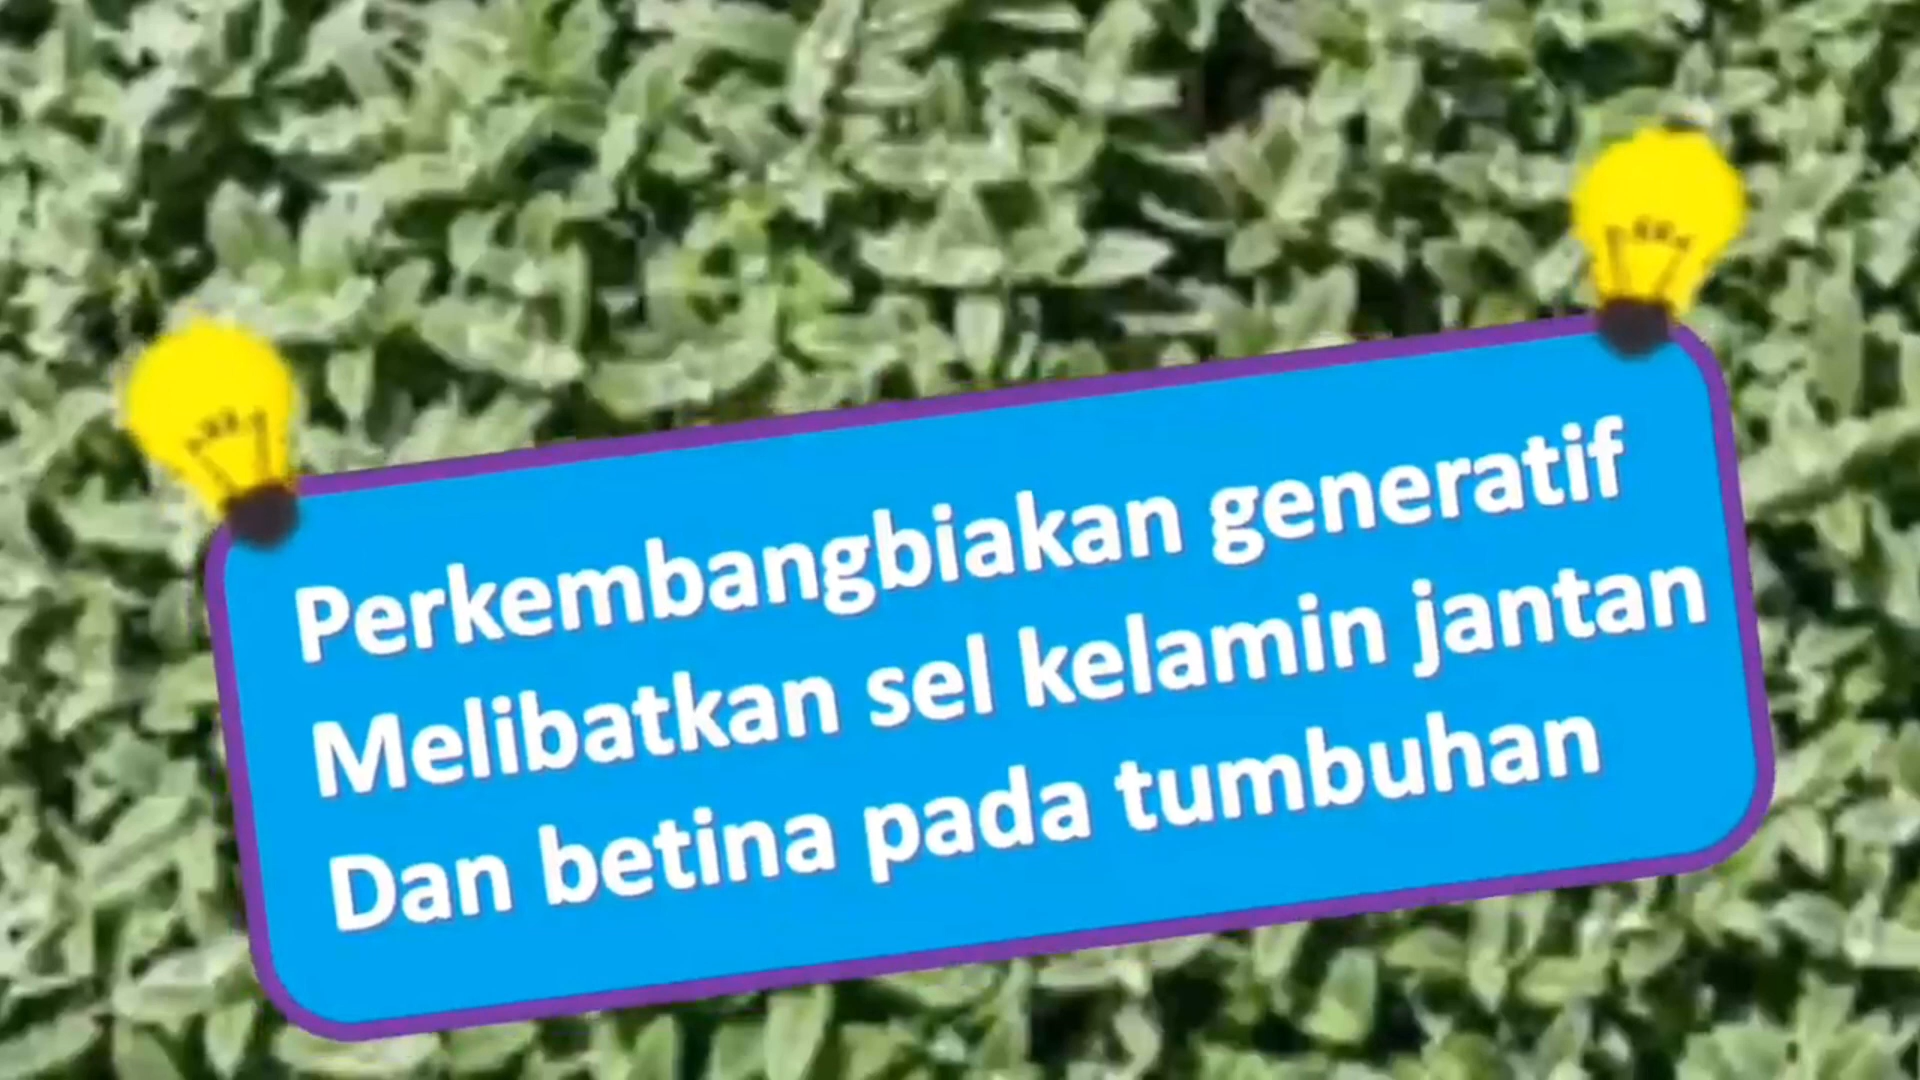 Perkembangbiakan generatif
Melibatkan sel kelamin jantan
Dan betina pada tumbuhan